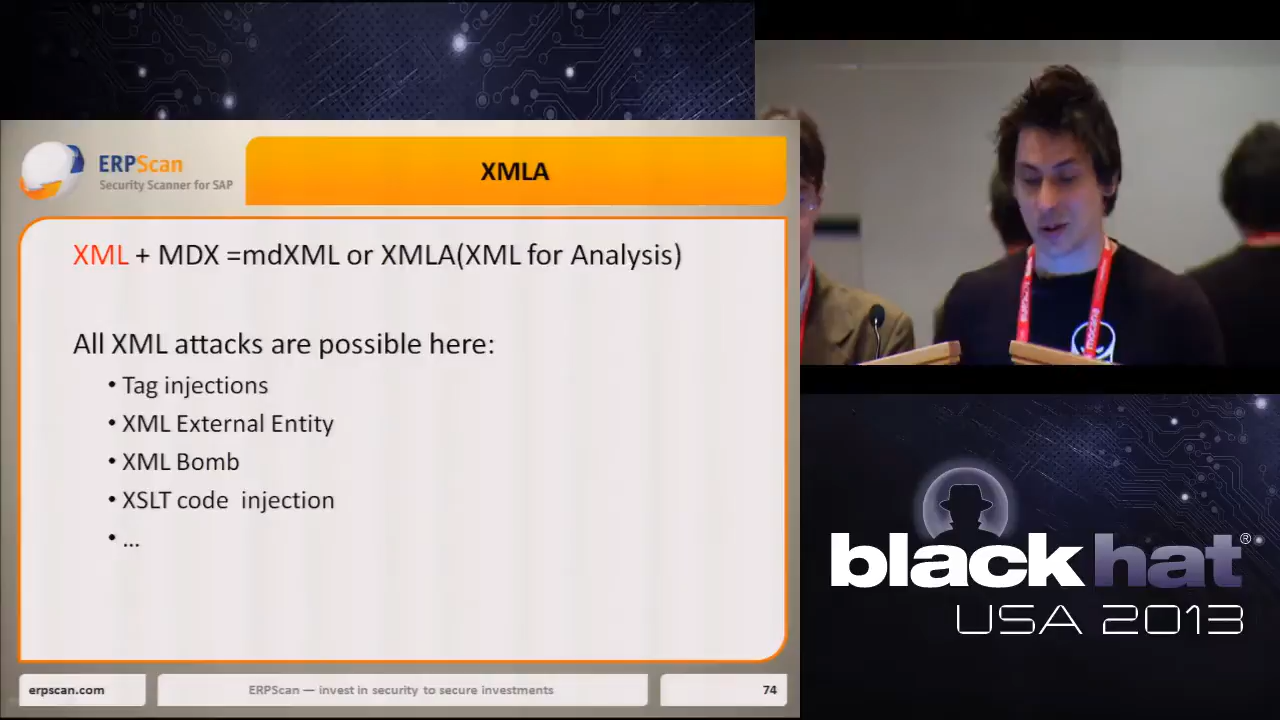 ERPScan
Security Scanner for SAP
XMLA
XML + MDX =mdXML or XMLA(XML for Analysis)
All XML attacks are possible here:
• Tag injections
• XML External Entity
• XML Bomb
• XSLT code  injection
• ...
erpscan.com
ERPScan — invest in security to secure investments
74
mocana
black hat®
USA 2013